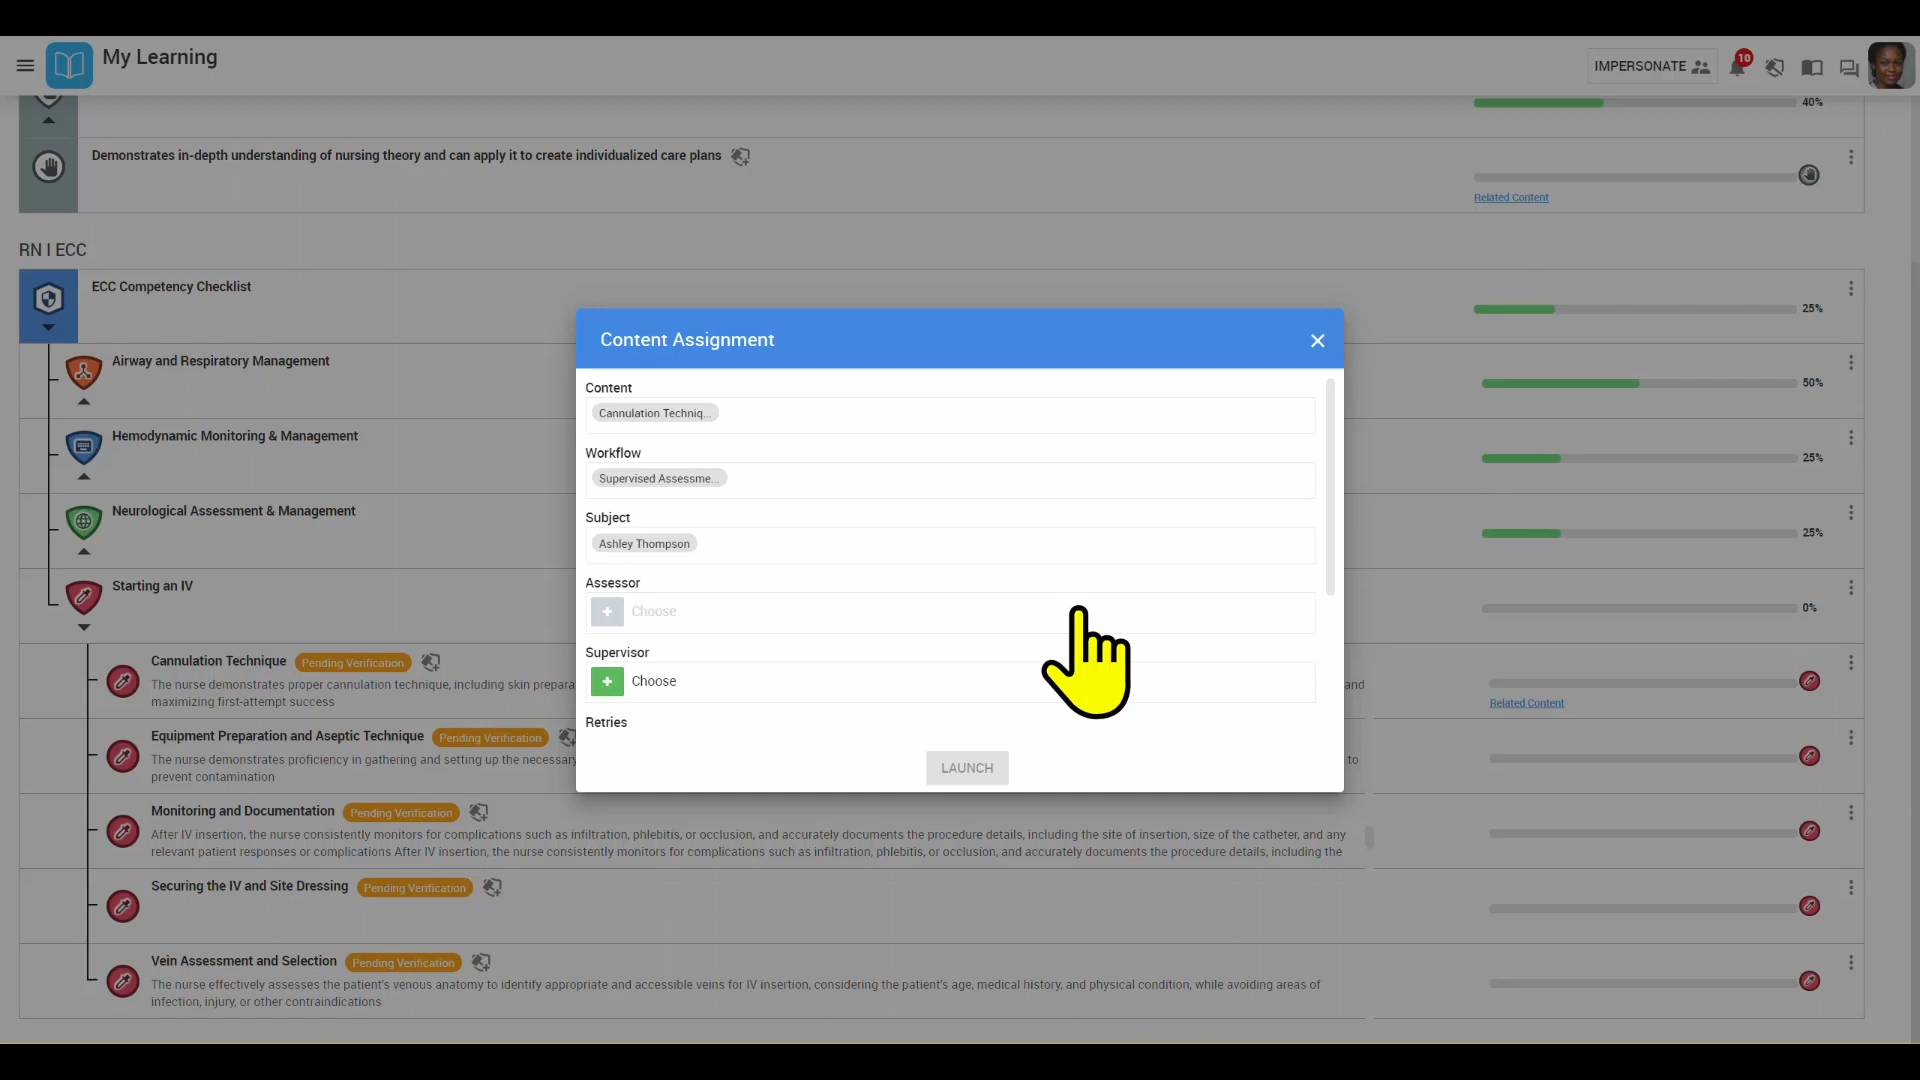 My Learning
IMPERSONATE
10
40%
Demonstrates in-depth understanding of nursing theory and can apply it to create individualized care plans
Related Content
RN I ECC
ECC Competency Checklist
25%
Airway and Respiratory Management
50%
Hemodynamic Monitoring & Management
25%
Neurological Assessment & Management
25%
Starting an IV
0%
Content Assignment
Content
Cannulation Techniq...
Workflow
Supervised Assessme...
Subject
Ashley Thompson
Assessor
Choose
Supervisor
Choose
Retries
LAUNCH
Cannulation Technique Pending Verification
The nurse demonstrates proper cannulation technique, including skin prepara and
maximizing first-attempt success
Related Content
Equipment Preparation and Aseptic Technique Pending Verification
The nurse demonstrates proficiency in gathering and setting up the necessary to
prevent contamination
Monitoring and Documentation Pending Verification
After IV insertion, the nurse consistently monitors for complications such as infiltration, phlebitis, or occlusion, and accurately documents the procedure details, including the site of insertion, size of the catheter, and any
relevant patient responses or complications After IV insertion, the nurse consistently monitors for complications such as infiltration, phlebitis, or occlusion, and accurately documents the procedure details, including the
Securing the IV and Site Dressing Pending Verification
Vein Assessment and Selection Pending Verification
The nurse effectively assesses the patient's venous anatomy to identify appropriate and accessible veins for IV insertion, considering the patient's age, medical history, and physical condition, while avoiding areas of
infection, injury, or other contraindications